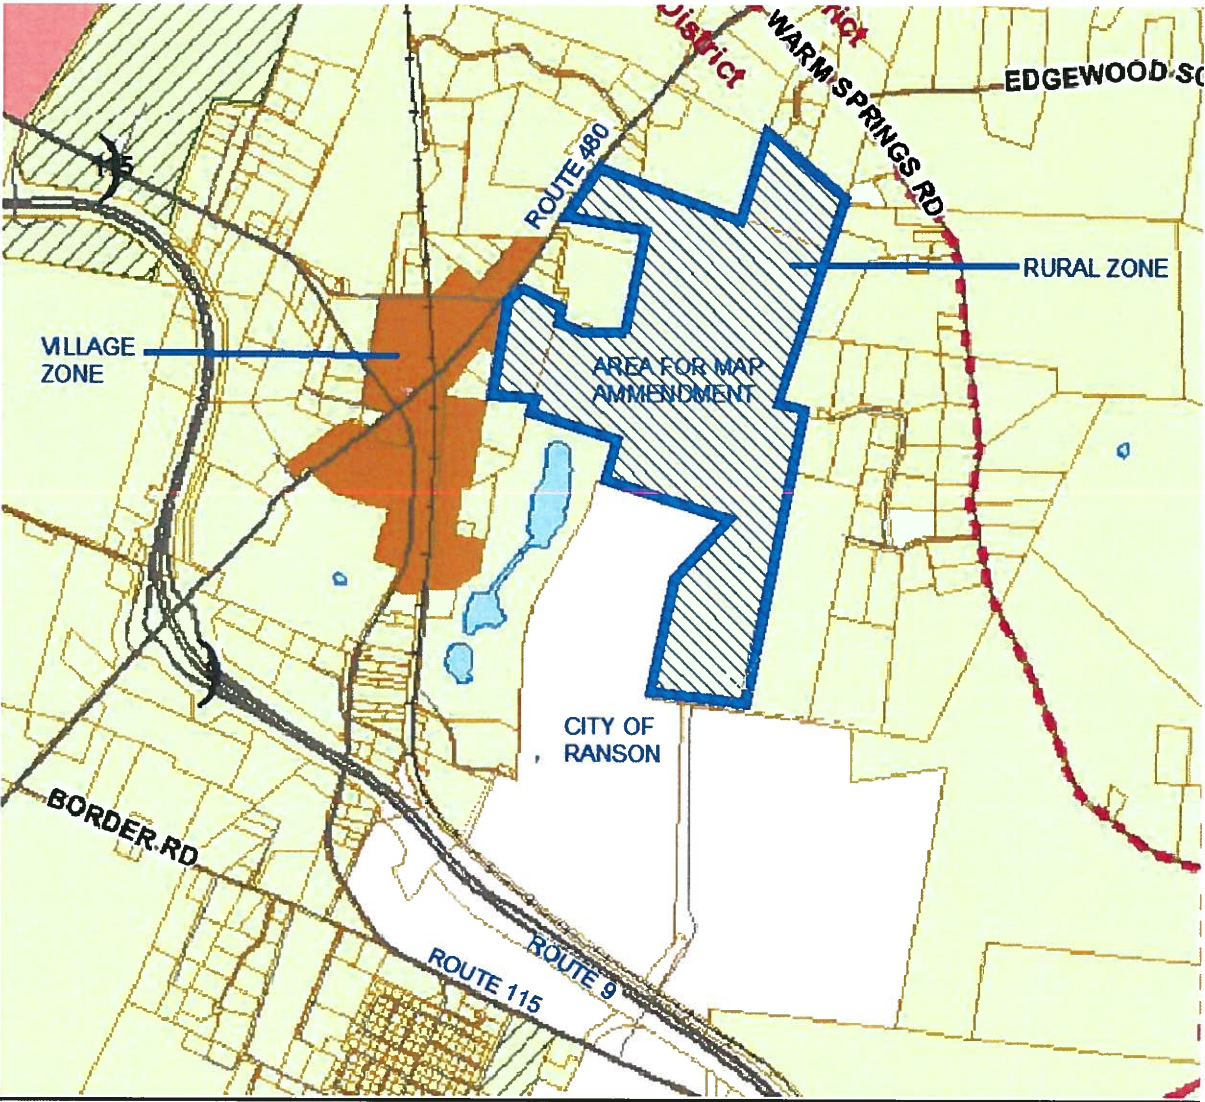 District
rict
WARM SPRINGS RD
EDGEWOOD SC
ROUTE 480
RURAL ZONE
VILLAGE
ZONE
AREA FOR MAP
AMMENDMENT
CITY OF
RANSON
BORDER RD
ROUTE 115
ROUTE 9